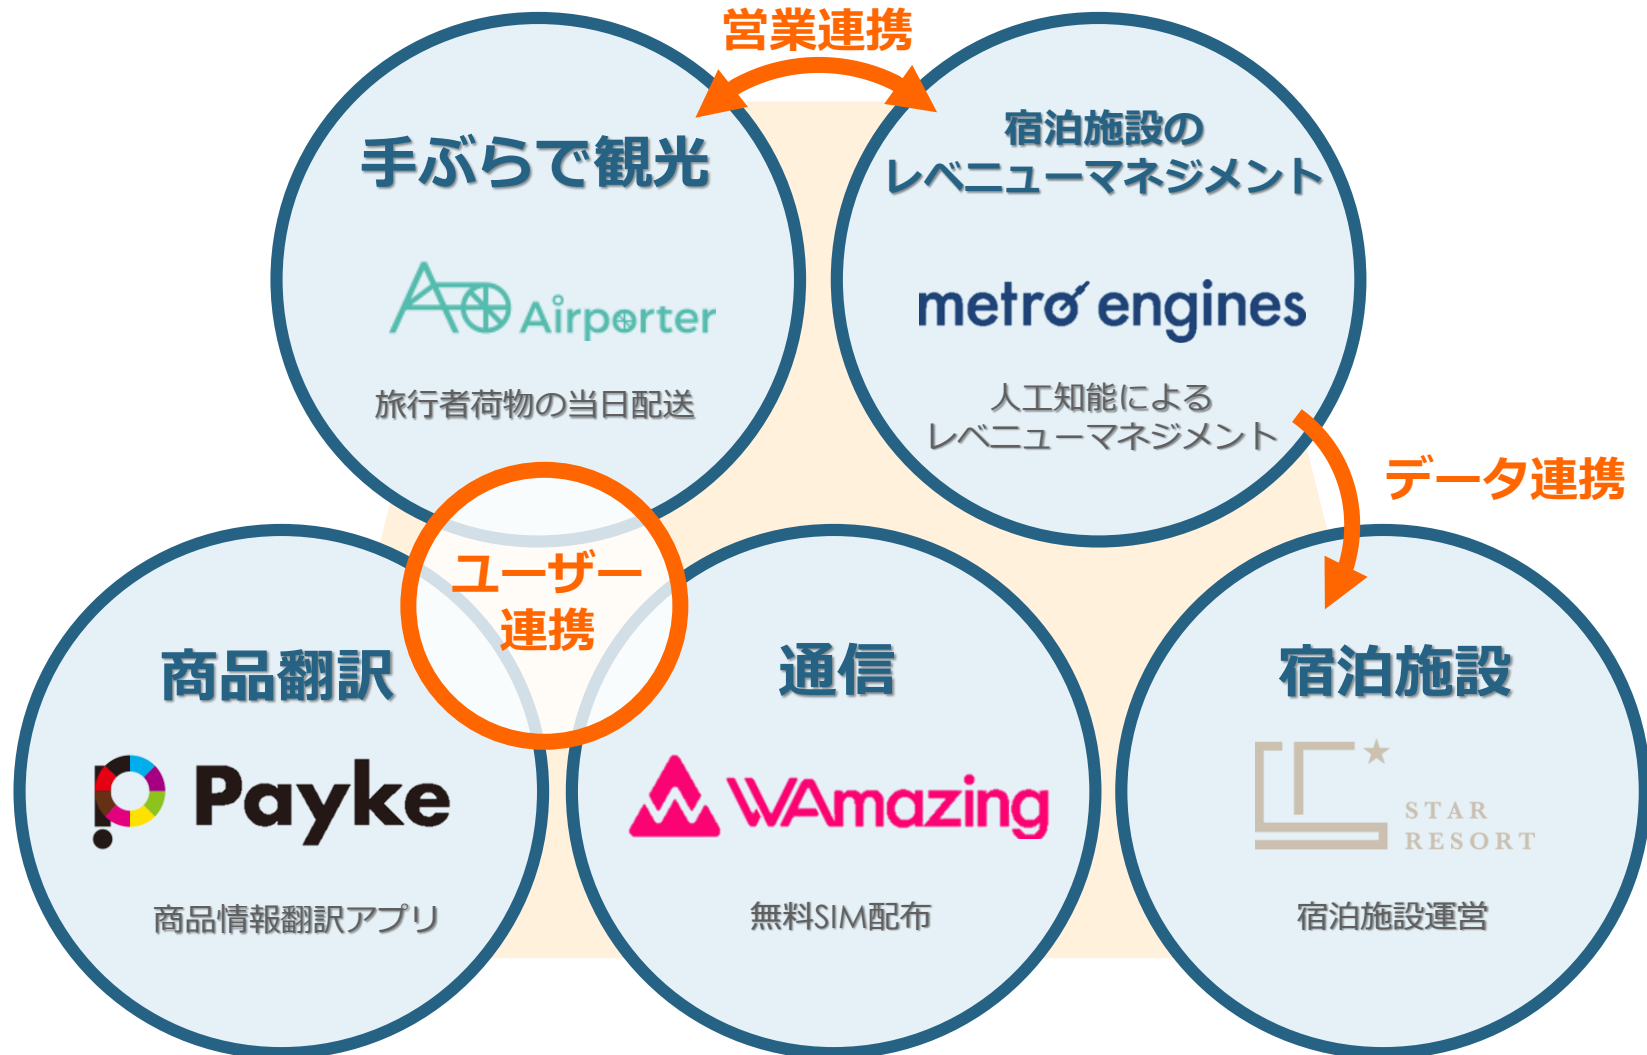 営業連携
手ぶらで観光
Airporter
旅行者荷物の当日配送
宿泊施設の
レベニューマネジメント
metro engines
人工知能による
レベニューマネジメント
データ連携
ユーザー
連携
商品翻訳
Payke
商品情報翻訳アプリ
通信
WAmazing
無料SIM配布
宿泊施設
STAR
RESORT
宿泊施設運営